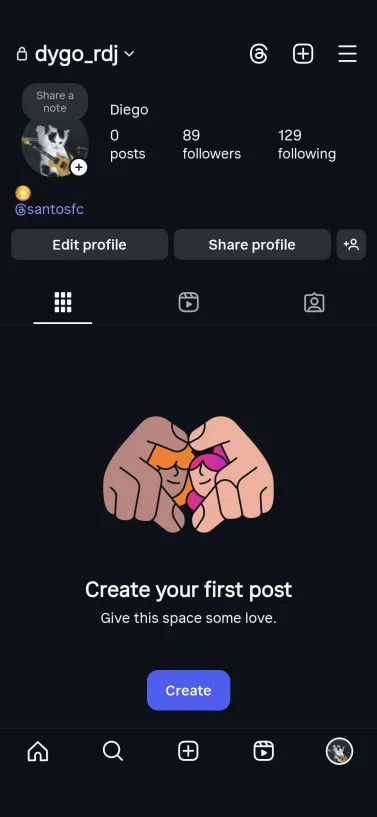 dygo_rdj
Share a
note
Diego
0 89 129
posts followers following
@santosfc
Edit profile Share profile
Create your first post
Give this space some love.
Create